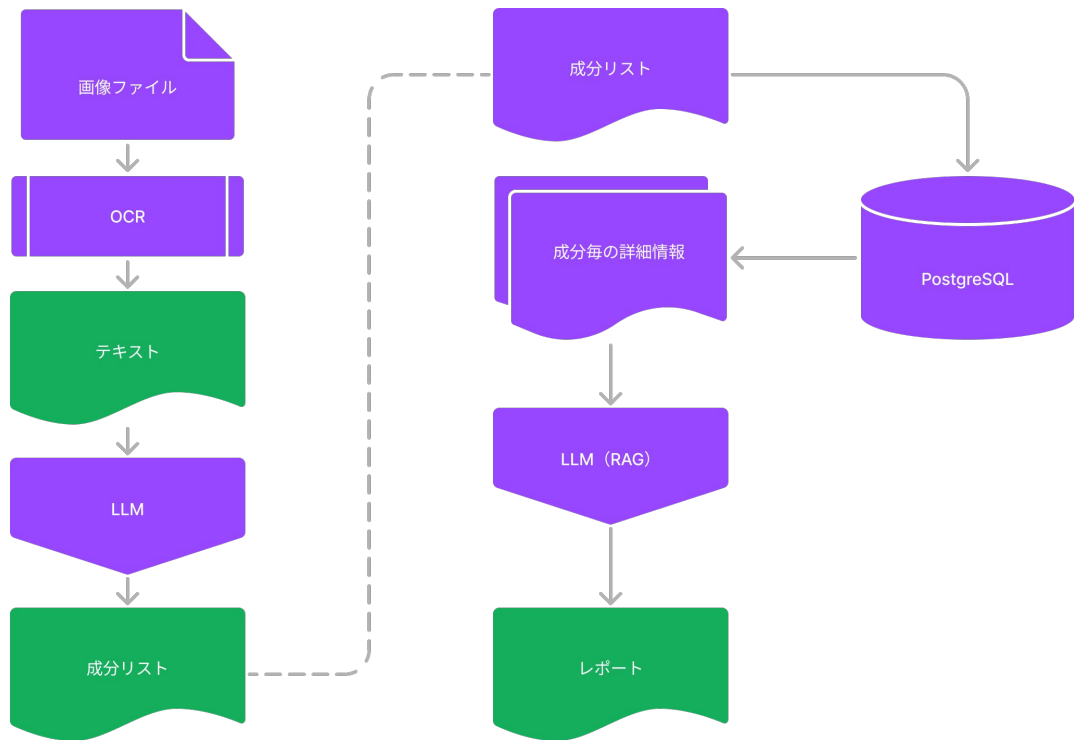 画像ファイル
OCR
テキスト
LLM
成分リスト
成分リスト
PostgreSQL
成分毎の詳細情報
LLM（RAG）
レポート